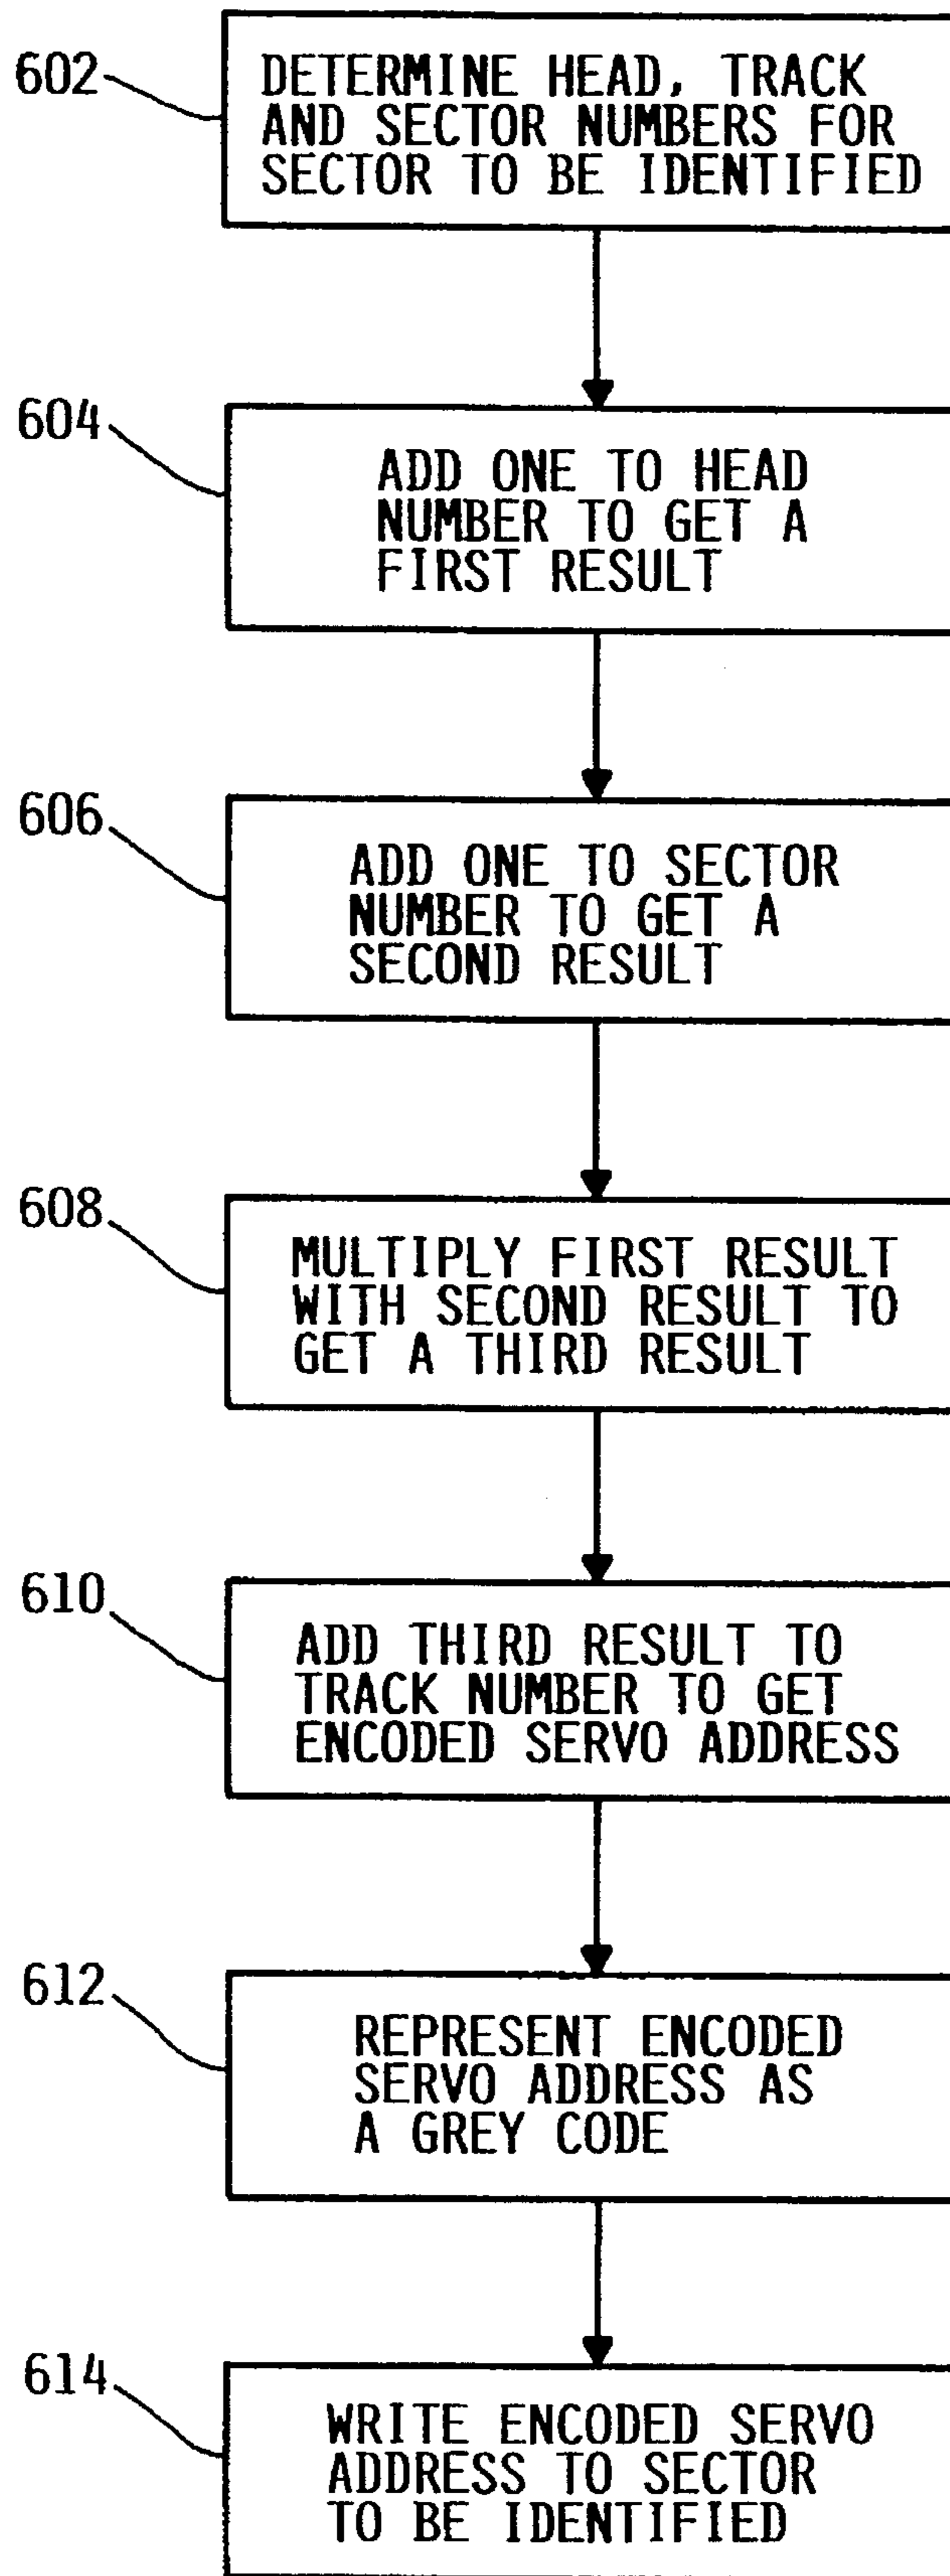 602
DETERMINE HEAD, TRACK
AND SECTOR NUMBERS FOR
SECTOR TO BE IDENTIFIED
604
ADD ONE TO HEAD
NUMBER TO GET A
FIRST RESULT
606
ADD ONE TO SECTOR
NUMBER TO GET A
SECOND RESULT
608
MULTIPLY FIRST RESULT
WITH SECOND RESULT TO
GET A THIRD RESULT
610
ADD THIRD RESULT TO
TRACK NUMBER TO GET
ENCODED SERVO ADDRESS
612
REPRESENT ENCODED
SERVO ADDRESS AS
A GREY CODE
614
WRITE ENCODED SERVO
ADDRESS TO SECTOR
TO BE IDENTIFIED